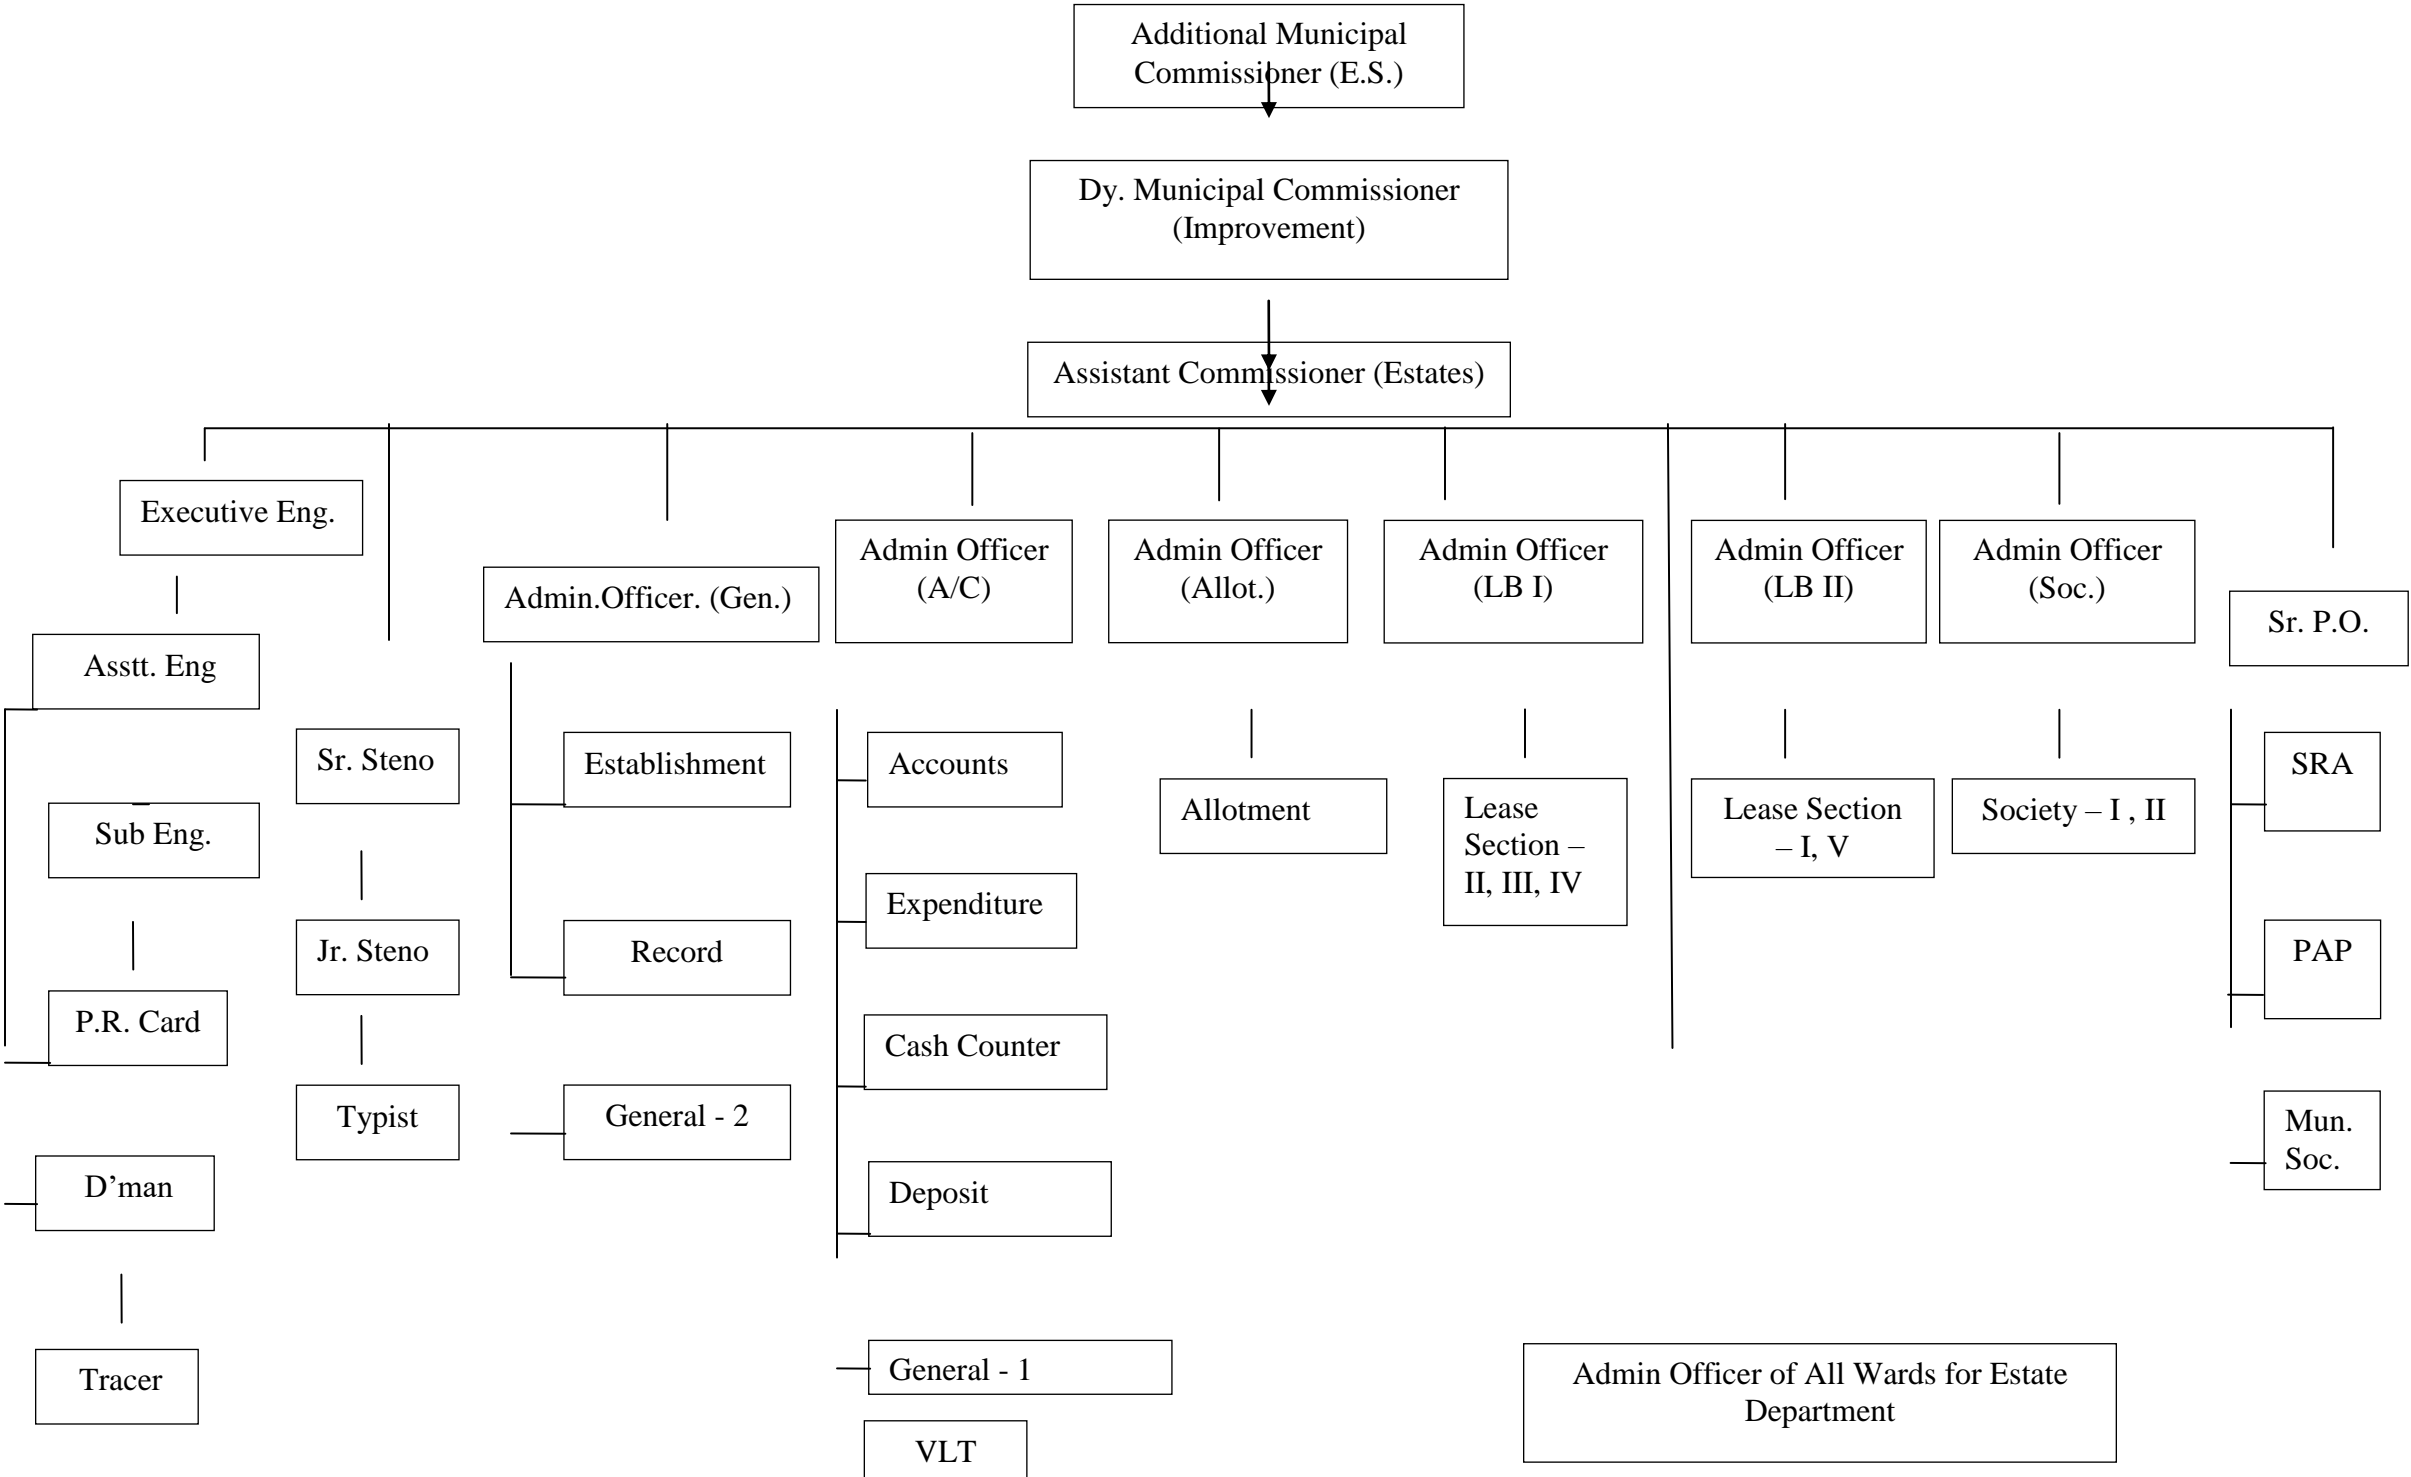 Additional Municipal
Commissioner (E.S.)
Dy. Municipal Commissioner
(Improvement)
Assistant Commissioner (Estates)
Executive Eng.
Asstt. Eng
Sub Eng.
P.R. Card
D’man
Tracer
Sr. Steno
Jr. Steno
Typist
Admin.Officer. (Gen.)
Establishment
Record
General - 2
Admin Officer
(A/C)
Accounts
Expenditure
Cash Counter
Deposit
General - 1
VLT
Admin Officer
(Allot.)
Allotment
Admin Officer
(LB I)
Lease
Section –
II, III, IV
Admin Officer of All Wards for Estate
Department
Admin Officer
(LB II)
Lease Section
– I, V
Admin Officer
(Soc.)
Society – I , II
Sr. P.O.
SRA
PAP
Mun.
Soc.